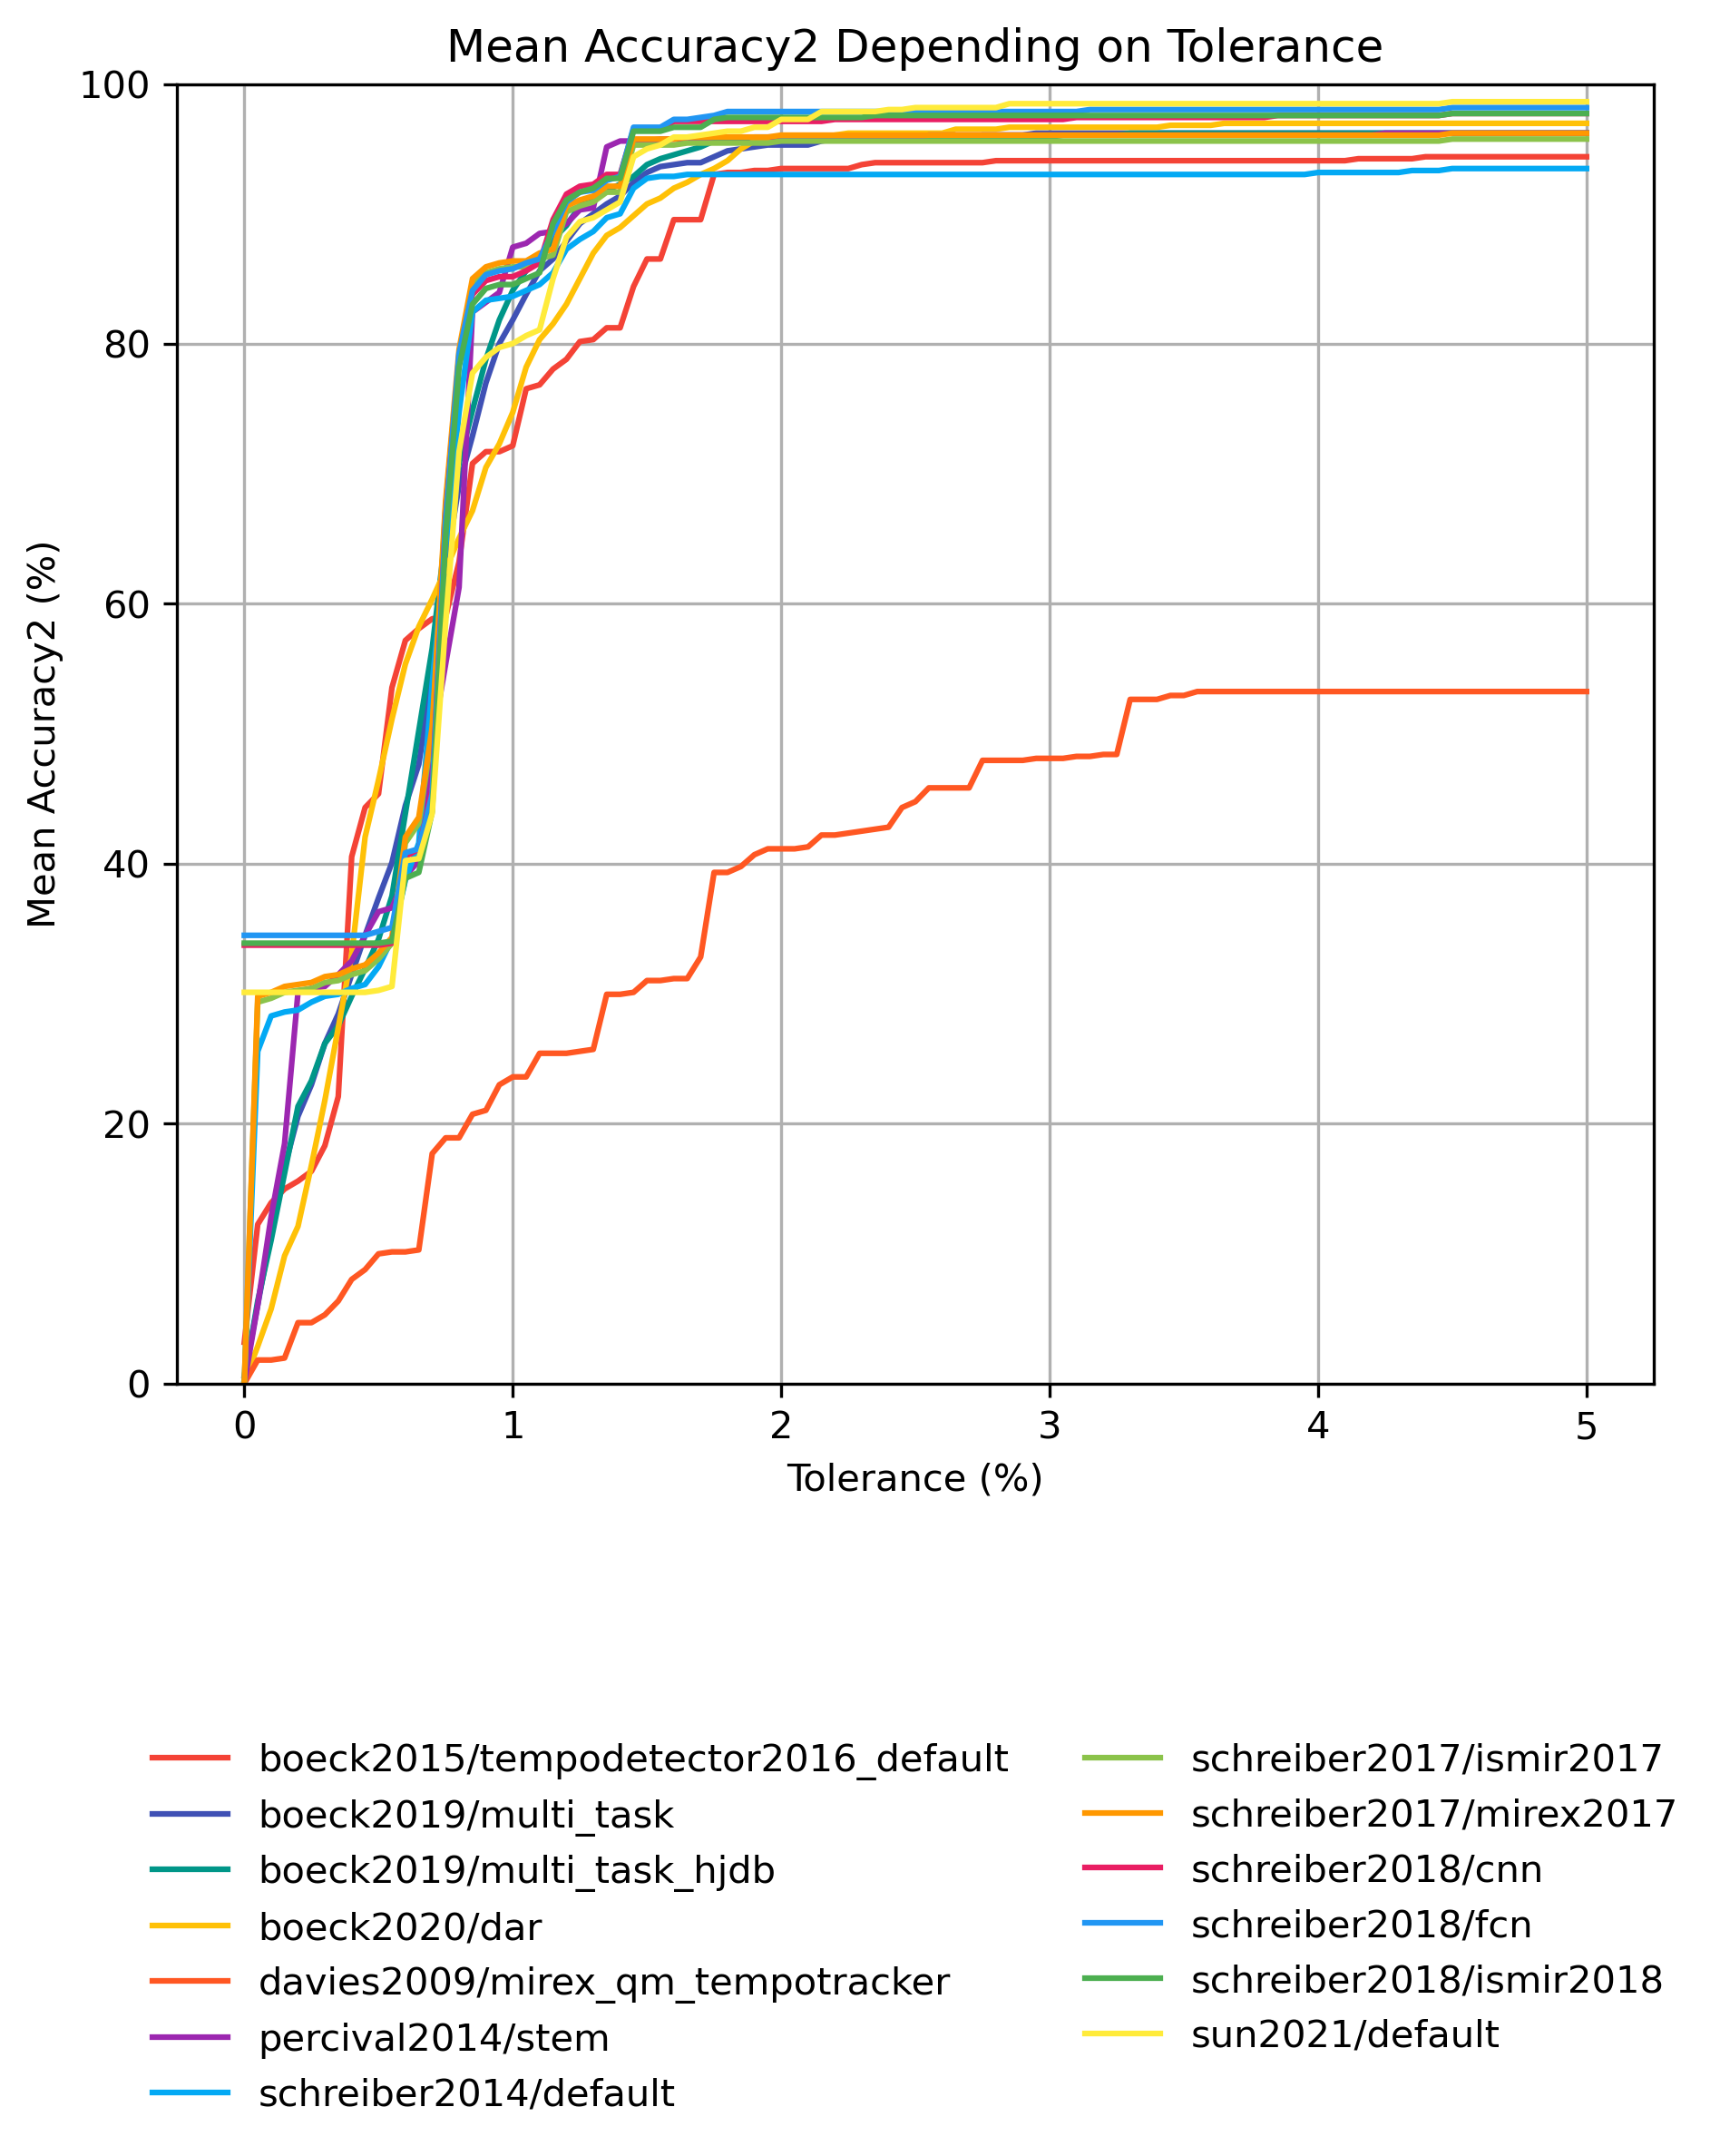 Mean Accuracy2 Depending on Tolerance
100
80
60
40
20
0
Mean Accuracy2 (%)
0 1 2 3 4 5
Tolerance (%)
boeck2015/tempodetector2016_default
boeck2019/multi_task
boeck2019/multi_task_hjdb
boeck2020/dar
davies2009/mirex_qm_tempotracker
percival2014/stem
schreiber2014/default
schreiber2017/ismir2017
schreiber2017/mirex2017
schreiber2018/cnn
schreiber2018/fcn
schreiber2018/ismir2018
sun2021/default